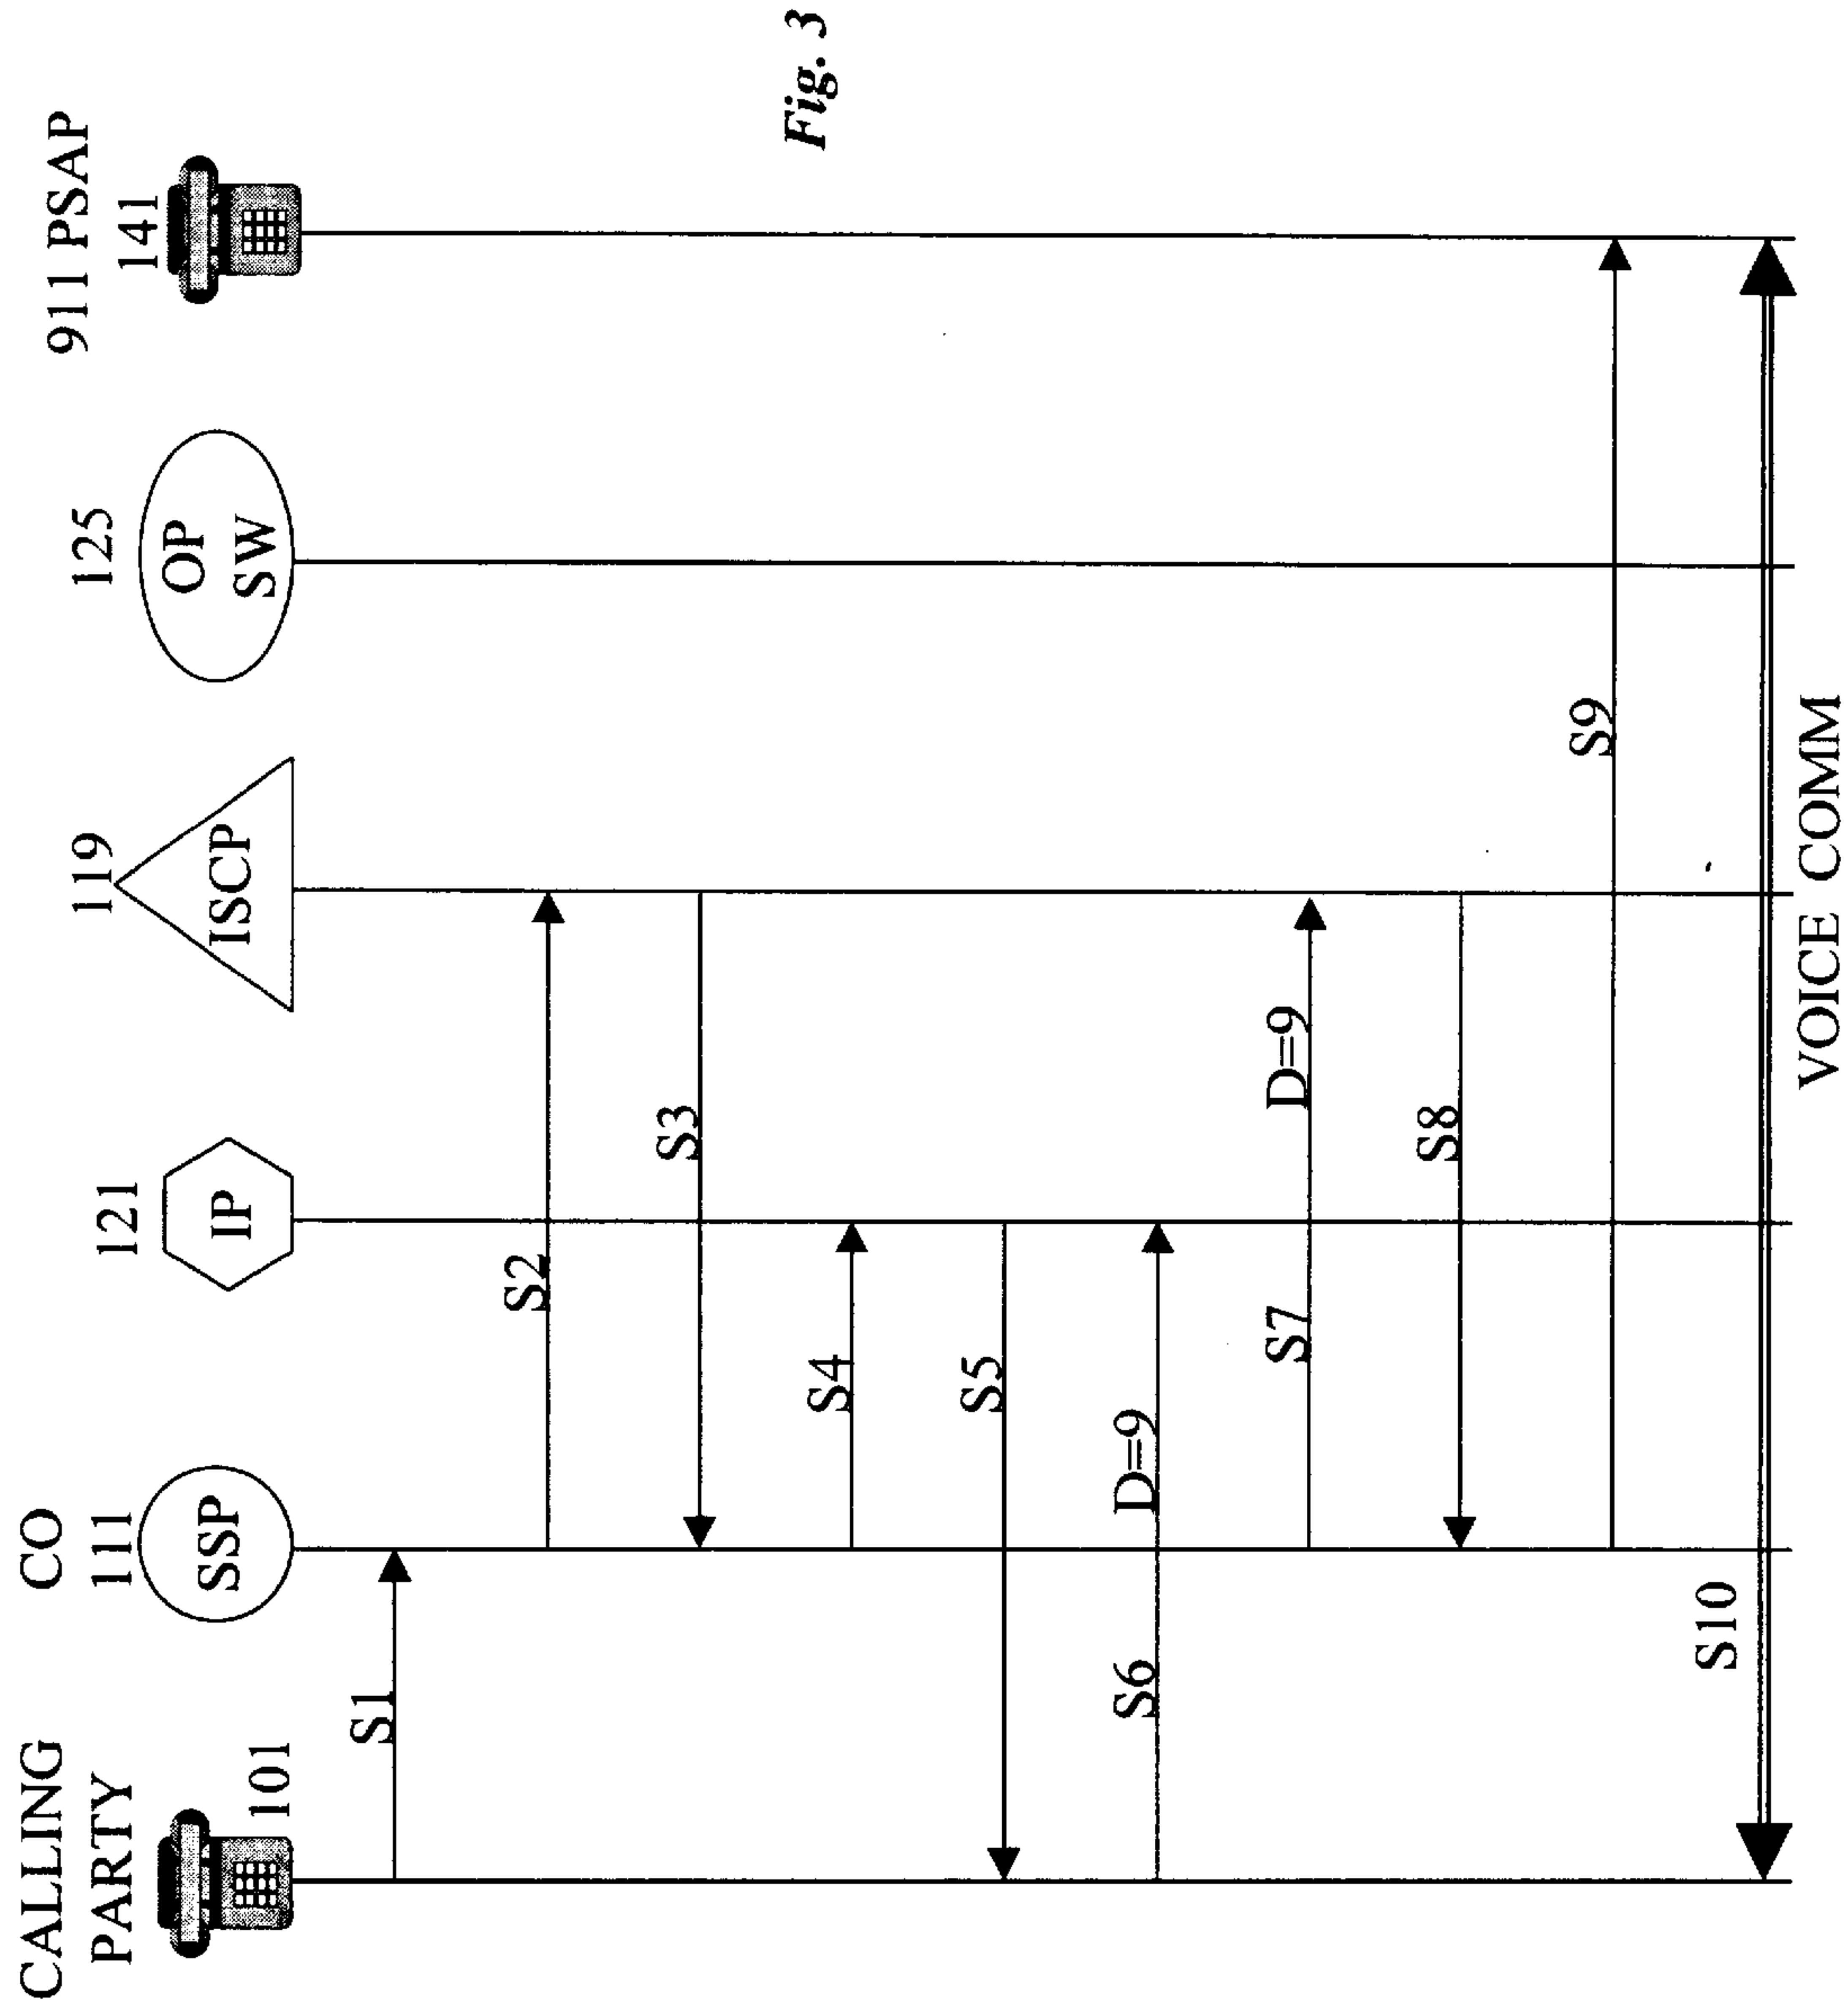 CALLING
PARTY
101
CO
111
SSP
121
IP
119
ISCP
125
OP
SW
911 PSAP
141
S1
S2
S3
S4
S5
S6 D=9
S7 D=9
S8
S9
S10
VOICE COMM
Fig. 3